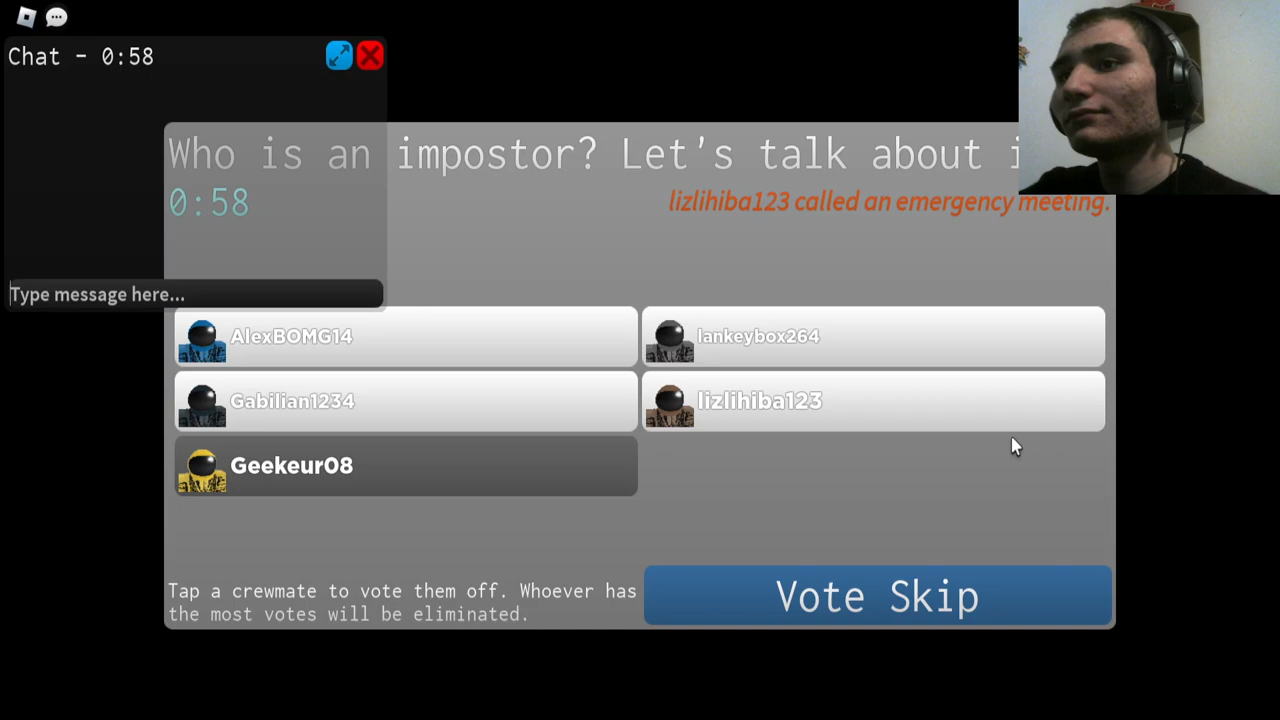 Chat - 0:58
Who is an impostor? Let's talk about
0:58
lizlihiba123 called an emergency meeting.
Type message here...
AlexBOMG14
lankeybox264
Gabilian1234
lizlihiba123
Geekeur08
Tap a crewmate to vote them off. Whoever has
the most votes will be eliminated.
Vote Skip